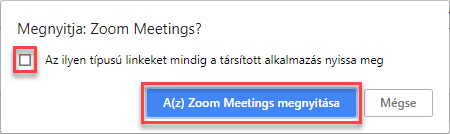 Megnyitja: Zoom Meetings?
Az ilyen típusú linkeket mindig a társított alkalmazás nyissa meg
A(z) Zoom Meetings megnyitása Mégse